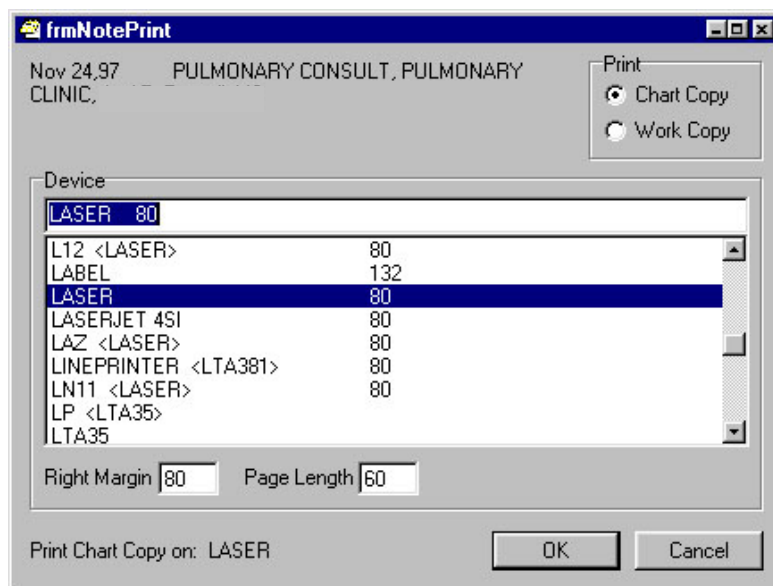 frmNotePrint
Nov 24,97 PULMONARY CONSULT, PULMONARY
CLINIC,
Print
Chart Copy
Work Copy
Device
LASER 80
L12 <LASER> 80
LABEL 132
LASER 80
LASERJET 4SI 80
LAZ <LASER> 80
LINEPRINTER <LTA381> 80
LN11 <LASER> 80
LP <LTA35>
LTA35
Right Margin 80 Page Length 60
Print Chart Copy on: LASER OK Cancel